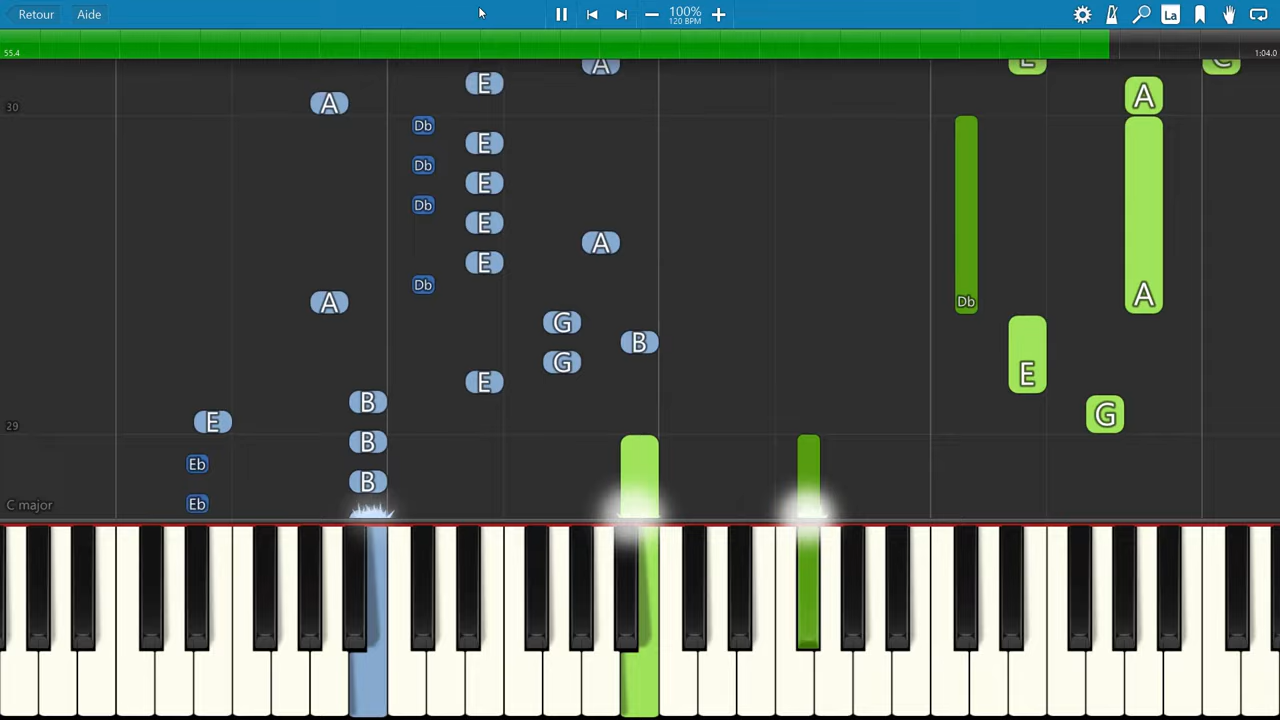 Retour Aide 100% La
120 BPM
55.4 1:04.0
A E C
E A A
30 A
Db
E
Db
E
Db
E
A
E
Db
A A Db
G
B
G
E E
B G
E
29
B
Eb
B
C major Eb